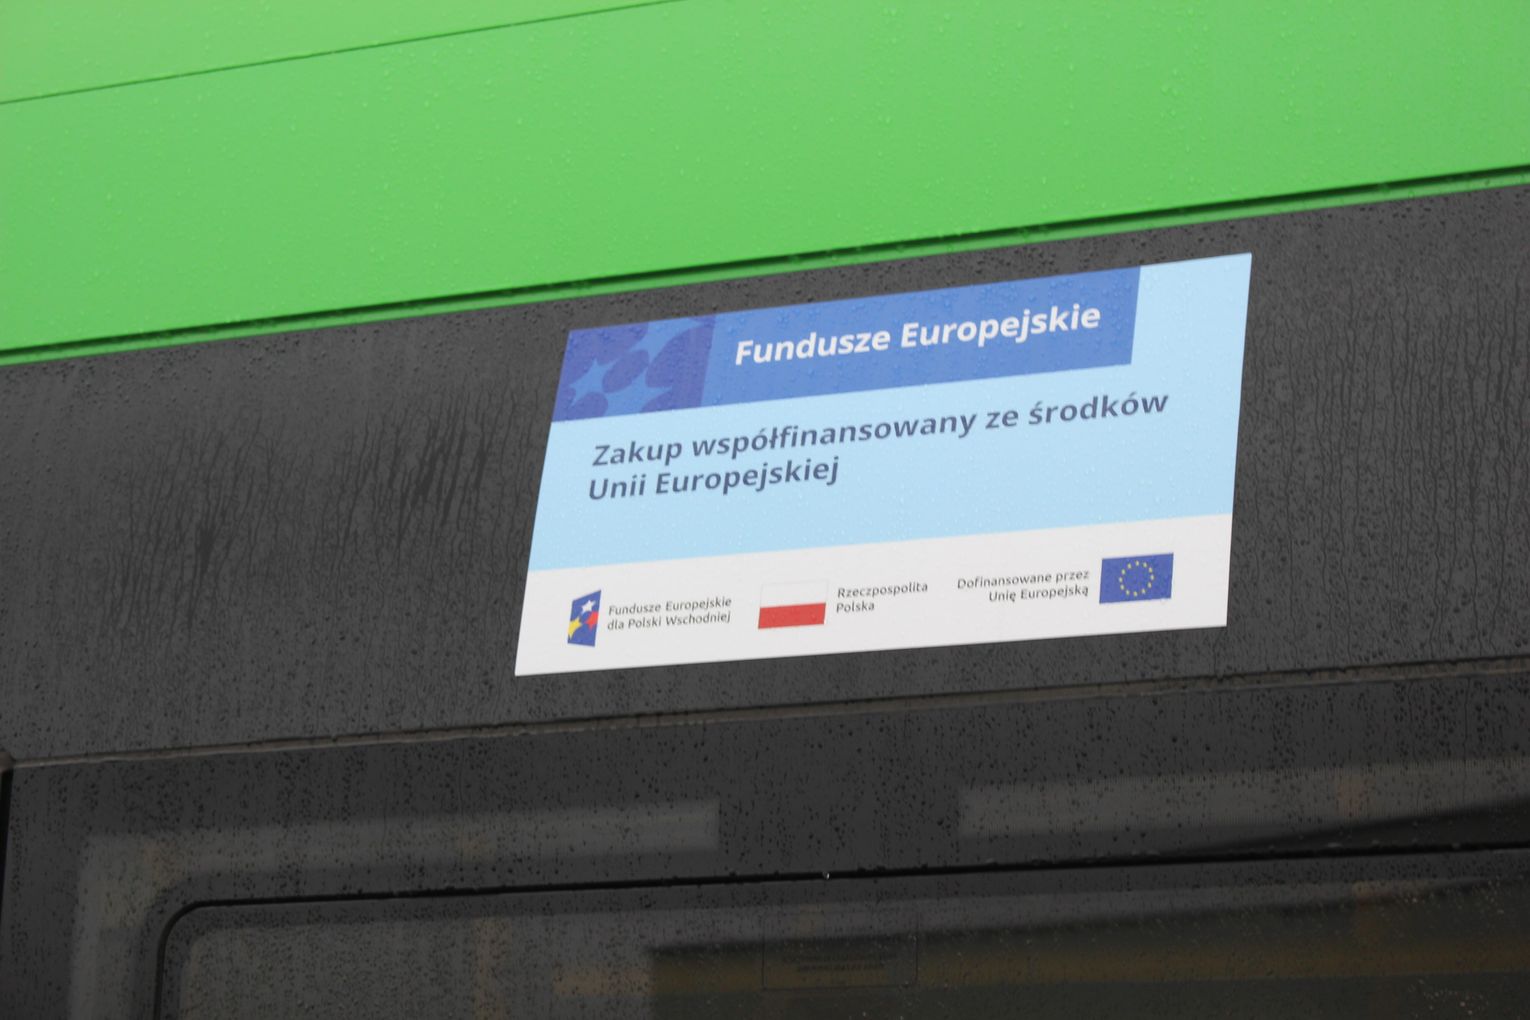 Fundusze Europejskie
Zakup współfinansowany ze środków
Unii Europejskiej
Fundusze Europejskie
dla Polski Wschodniej
Rzeczpospolita
Polska
Dofinansowane przez
Unię Europejską